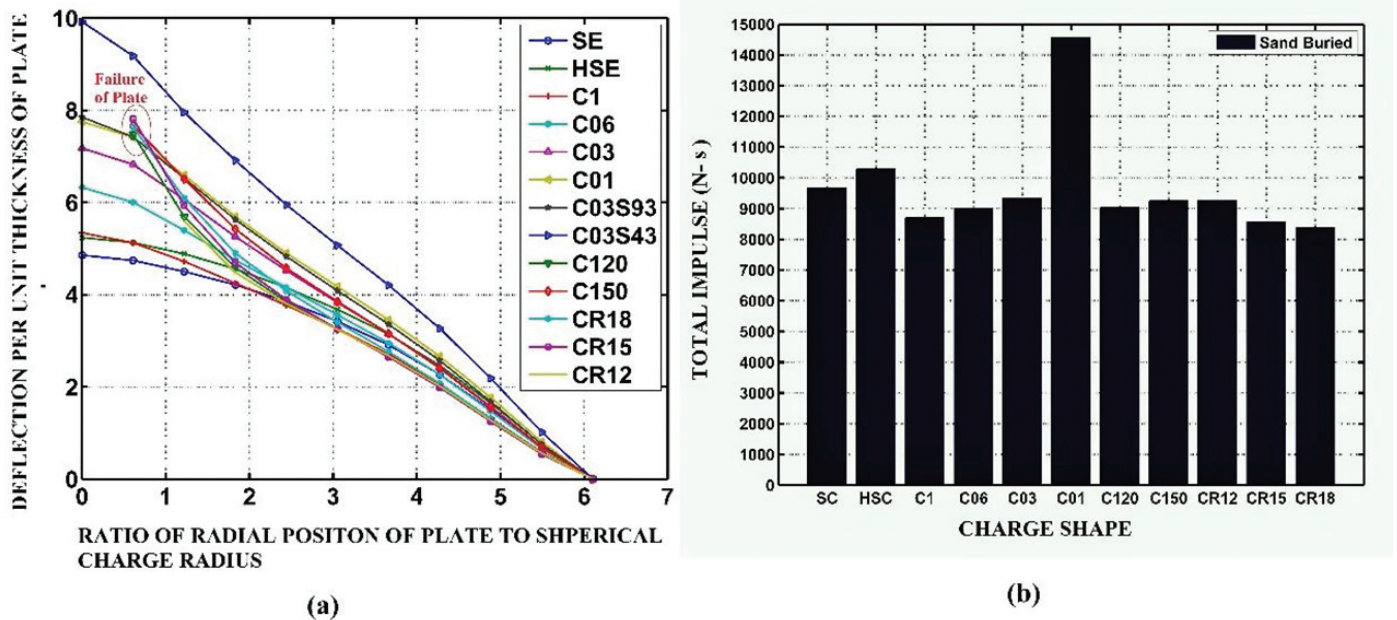 10
8
6
4
2
0
DEFLECTION PER UNIT THICKNESS OF PLATE
Failure
of Plate
SE
HSE
C1
C06
C03
C01
C03S93
C03S43
C120
C150
CR18
CR15
CR12
0 1 2 3 4 5 6 7
RATIO OF RADIAL POSITON OF PLATE TO SHPERICAL
CHARGE RADIUS
(a)
15000
14000
13000
12000
11000
10000
9000
8000
7000
6000
5000
4000
3000
2000
1000
0
TOTAL IMPULSE (N- s)
Sand Buried
SC HSC C1 C06 C03 C01 C120 C150 CR12 CR15 CR18
CHARGE SHAPE
(b)